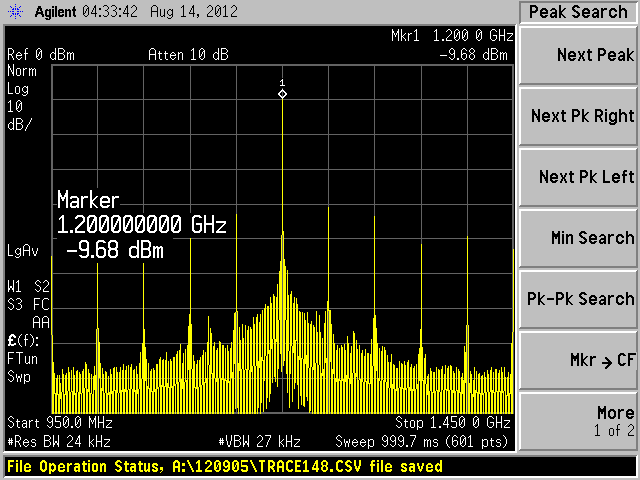 Agilent 04:33:42 Aug 14, 2012
Peak Search
Mkr1 1.200 0 GHz
Ref 0 dBm Atten 10 dB -9.68 dBm
Norm
Log
10
dB/
1
Marker
1.200000000 GHz
-9.68 dBm
LgAv
W1 S2
S3 FC
AA
£(f):
FTun
Swp
Start 950.0 MHz Stop 1.450 0 GHz
#Res BW 24 kHz #VBW 27 kHz Sweep 999.7 ms (601 pts)
File Operation Status, A:\120905\TRACE148.CSV file saved
Next Peak
Next Pk Right
Next Pk Left
Min Search
Pk-Pk Search
Mkr → CF
More
1 of 2